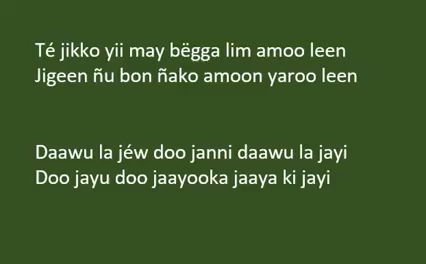 Té jikko yii may bëgga lim amoo leen
Jigeen ñu bon ñako amoon yaroo leen
Daawu la jéw doo janni daawu la jayi
Doo jayu doo jaayooka jaaya ki jayi